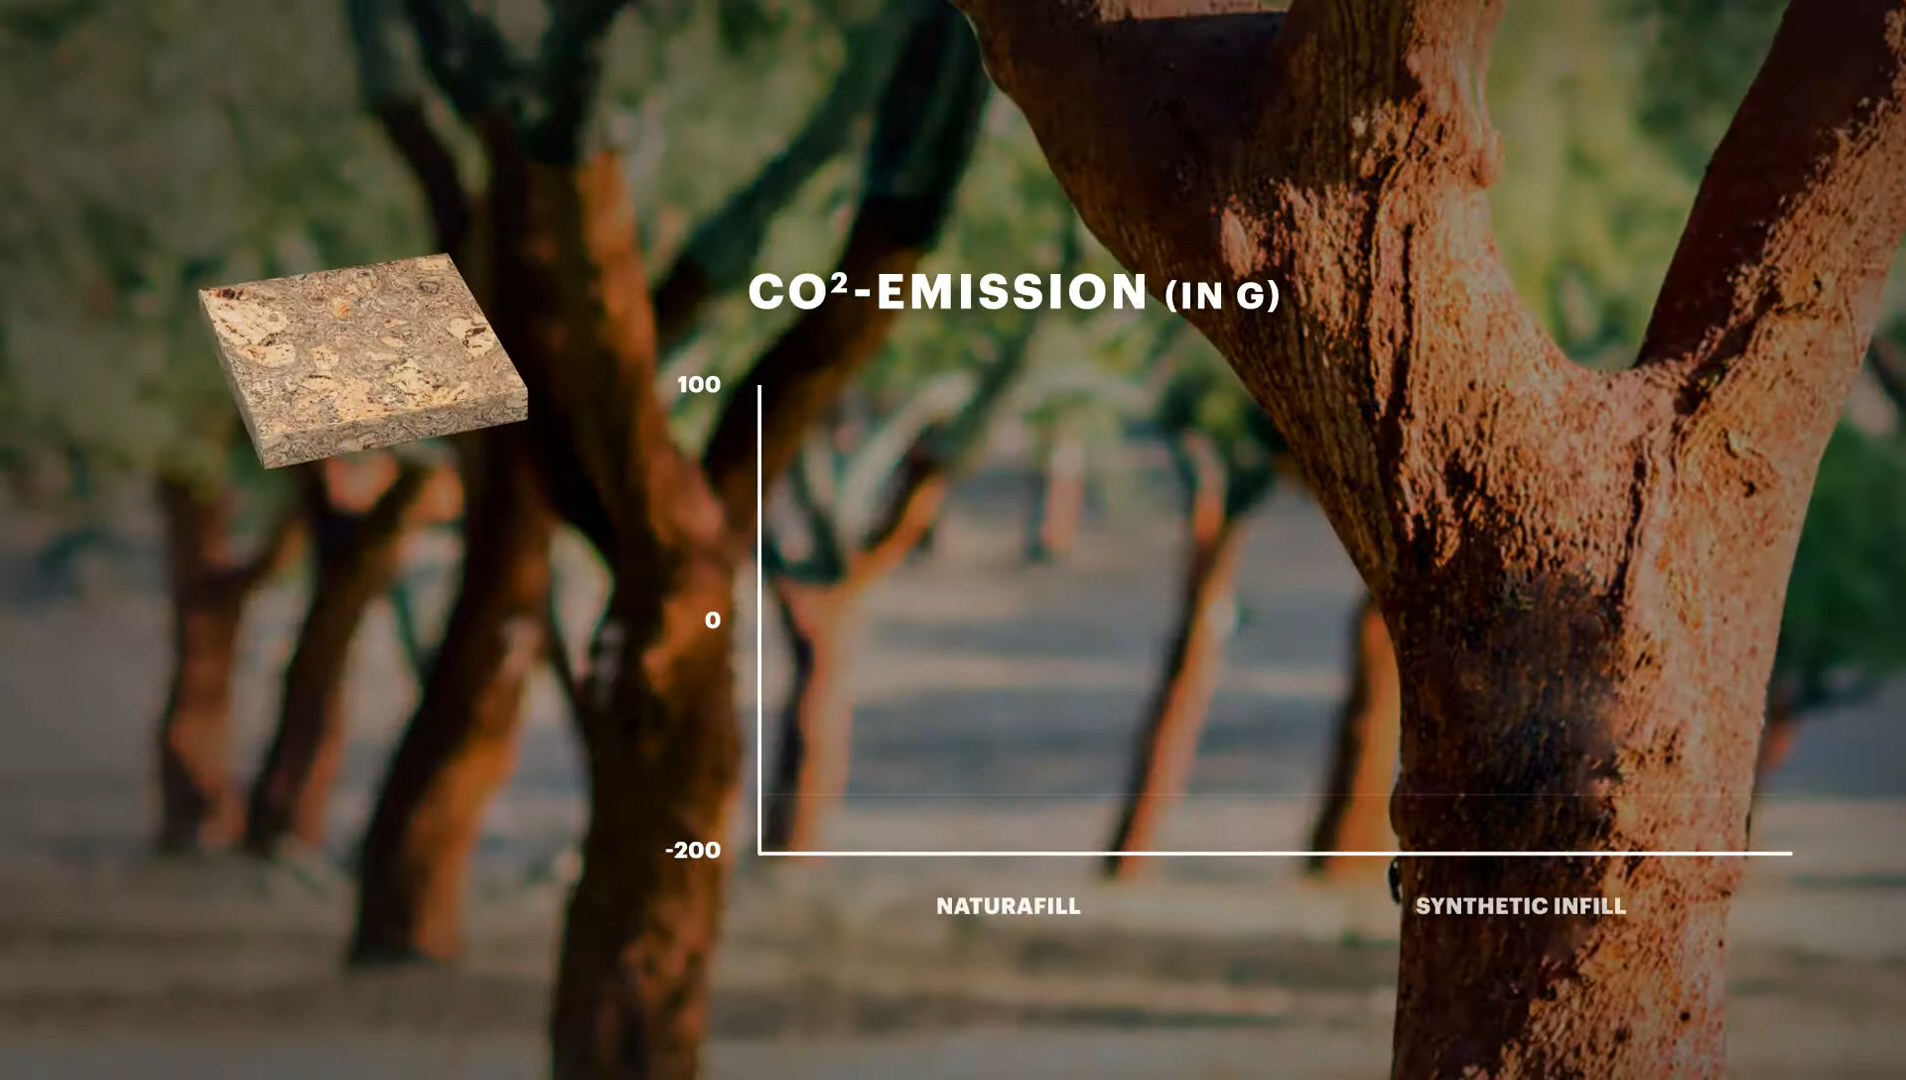 CO²-EMISSION (IN G)
100
0
-200
NATURAFILL
SYNTHETIC INFILL